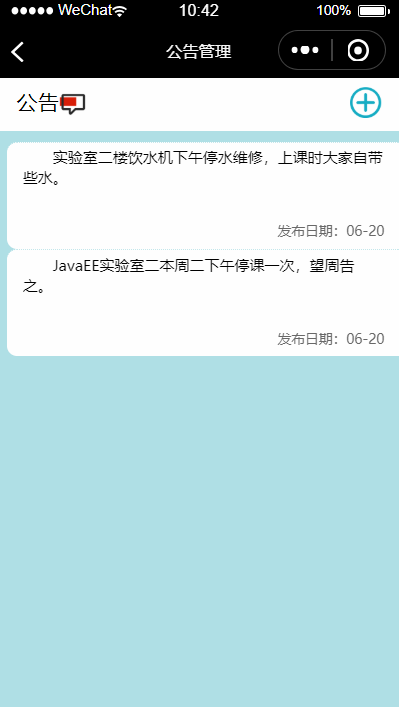 WeChat 10:42 100%
公告管理
公告
实验室二楼饮水机下午停水维修，上课时大家自带
些水。
发布日期：06-20
JavaEE实验室二本周二下午停课一次，望周告
之。
发布日期：06-20